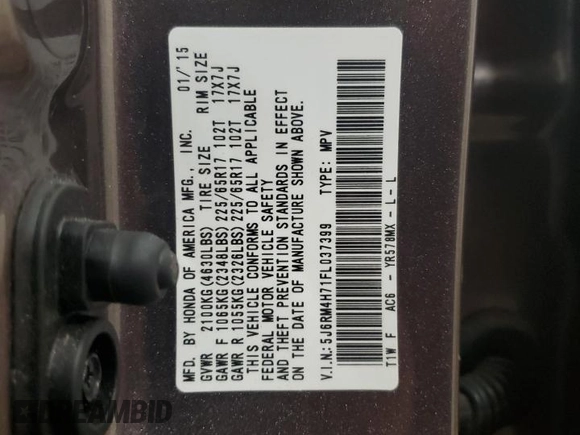 MFD. BY HONDA OF AMERICA MFG., INC. 01/'15
GVWR 2100KG(4630LBS) TIRE SIZE RIM SIZE
GAWR F 1065KG(2348LBS) 225/65R17 102T 17X7J
GAWR R 1055KG(2326LBS) 225/65R17 102T 17X7J
THIS VEHICLE CONFORMS TO ALL APPLICABLE
FEDERAL MOTOR VEHICLE SAFETY
AND THEFT PREVENTION STANDARDS IN EFFECT
ON THE DATE OF MANUFACTURE SHOWN ABOVE.
V.I.N.:5J6RM4H71FL037399 TYPE: MPV
T1W F AC6 - YR578MX - L - L
SCREAMBID